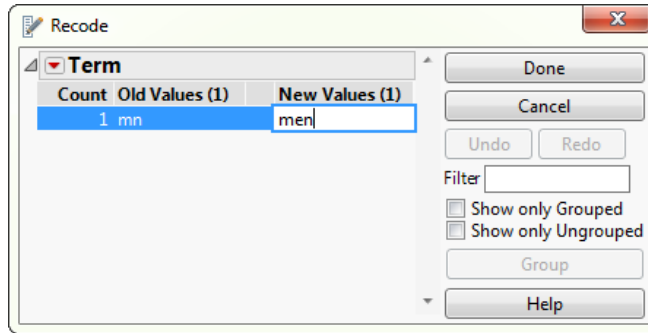 Recode
Term
Count Old Values (1) New Values (1)
1 mn men
Done
Cancel
Undo Redo
Filter
Show only Grouped
Show only Ungrouped
Group
Help